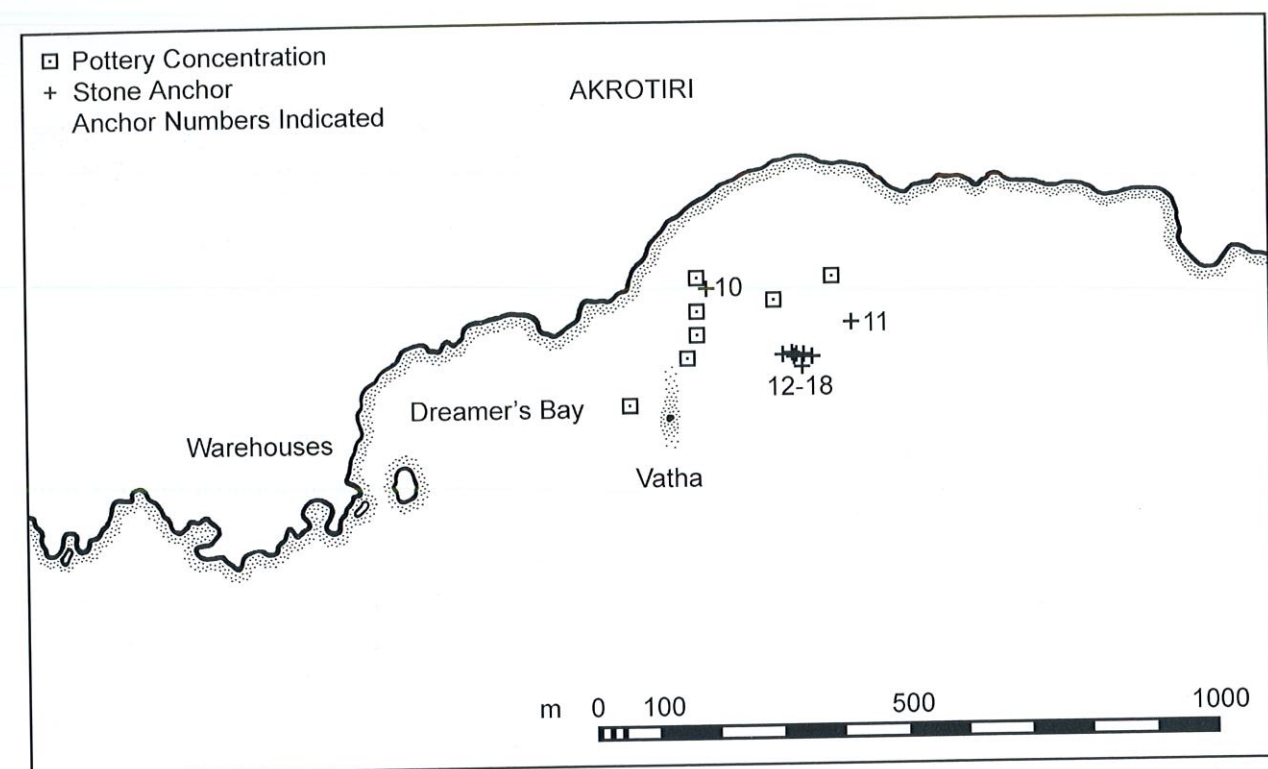 Pottery Concentration
+ Stone Anchor
Anchor Numbers Indicated
AKROTIRI
10
11
12-18
Dreamer's Bay
Warehouses
Vatha
m 0 100 500 1000